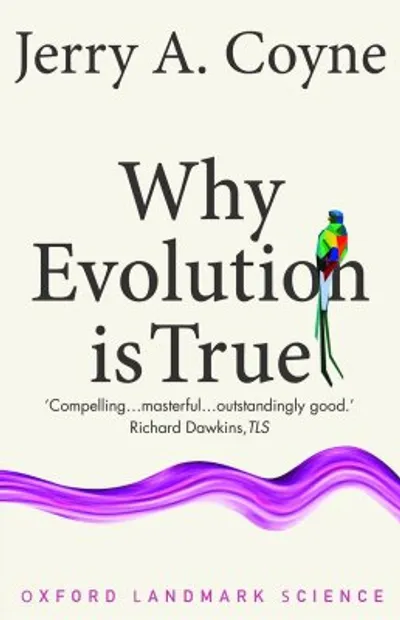 Jerry A. Coyne
Why
Evolution
is True
‘Compelling…masterful…outstandingly good.’
Richard Dawkins, TLS
OXFORD LANDMARK SCIENCE